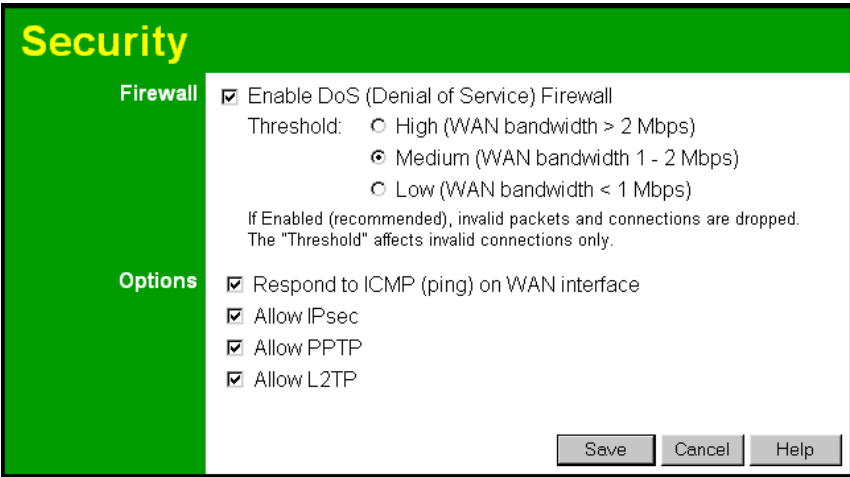 Security
Firewall
Enable DoS (Denial of Service) Firewall
Threshold: High (WAN bandwidth > 2 Mbps)
Medium (WAN bandwidth 1 - 2 Mbps)
Low (WAN bandwidth < 1 Mbps)
If Enabled (recommended), invalid packets and connections are dropped.
The "Threshold" affects invalid connections only.
Options
Respond to ICMP (ping) on WAN interface
Allow IPsec
Allow PPTP
Allow L2TP
Save Cancel Help